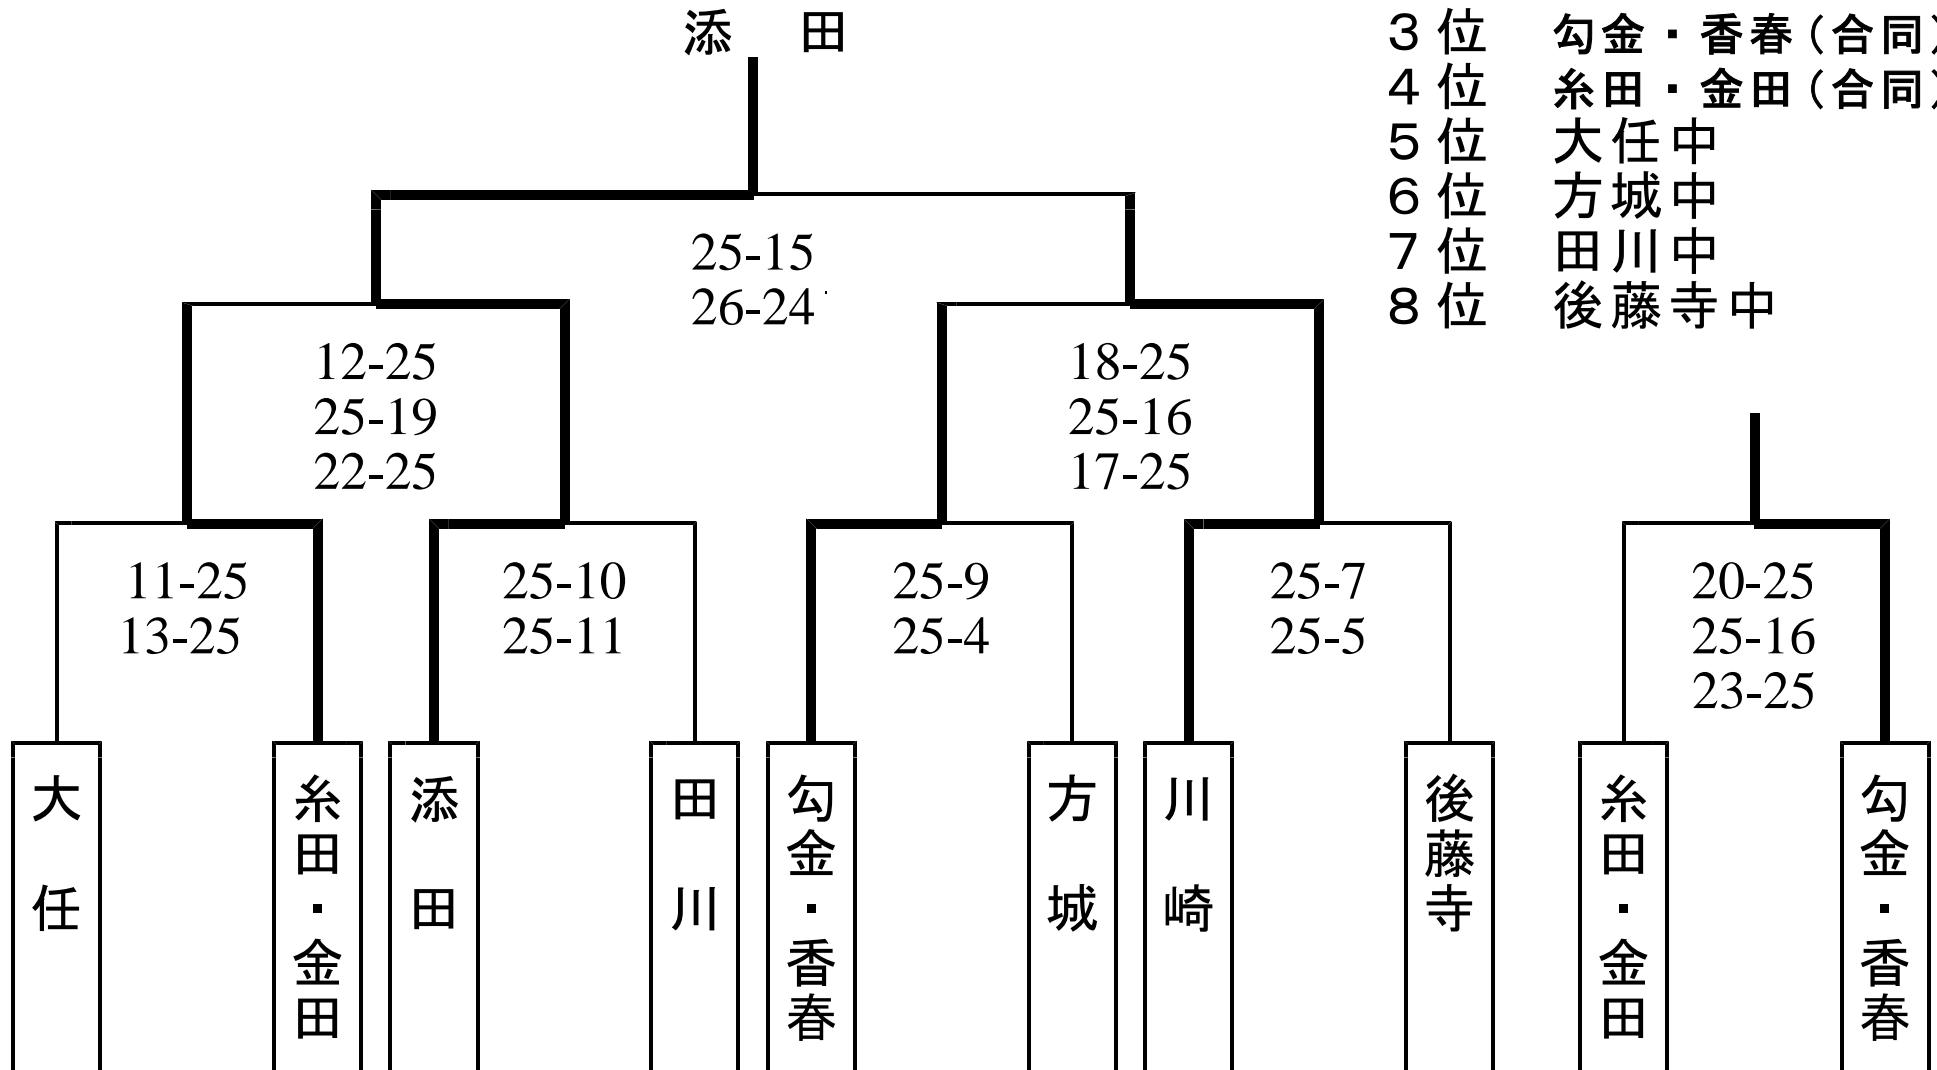 添 田
3位 勾金・香春(合同)
4位 糸田・金田(合同)
5位 大任中
6位 方城中
7位 田川中
8位 後藤寺中
25-15
26-24
12-25
25-19
22-25
18-25
25-16
17-25
11-25
13-25
25-10
25-11
25-9
25-4
25-7
25-5
20-25
25-16
23-25
大任
糸田・金田
添田
田川
勾金・香春
方城
川崎
後藤寺
糸田・金田
勾金・香春